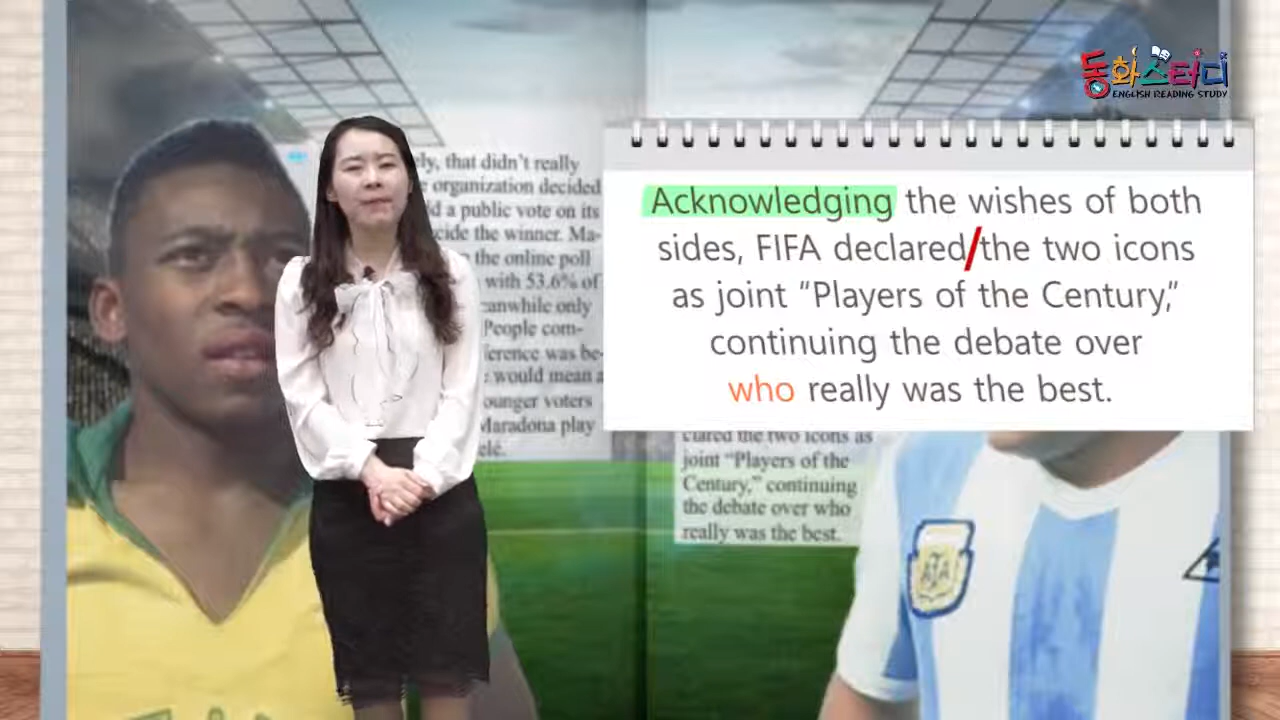 동화스터디
ENGLISH READING STUDY
Acknowledging the wishes of both
sides, FIFA declared/the two icons
as joint “Players of the Century,”
continuing the debate over
who really was the best.
that didn’t really
organization decided
d a public vote on its
cide the winner. Ma-
the online poll
with 53.6% of
anwhile only
People com-
ference was be-
would mean a
ounger voters
Maradona play
elé.
clared the two icons as
joint “Players of the
Century,” continuing
the debate over who
really was the best.
AFA